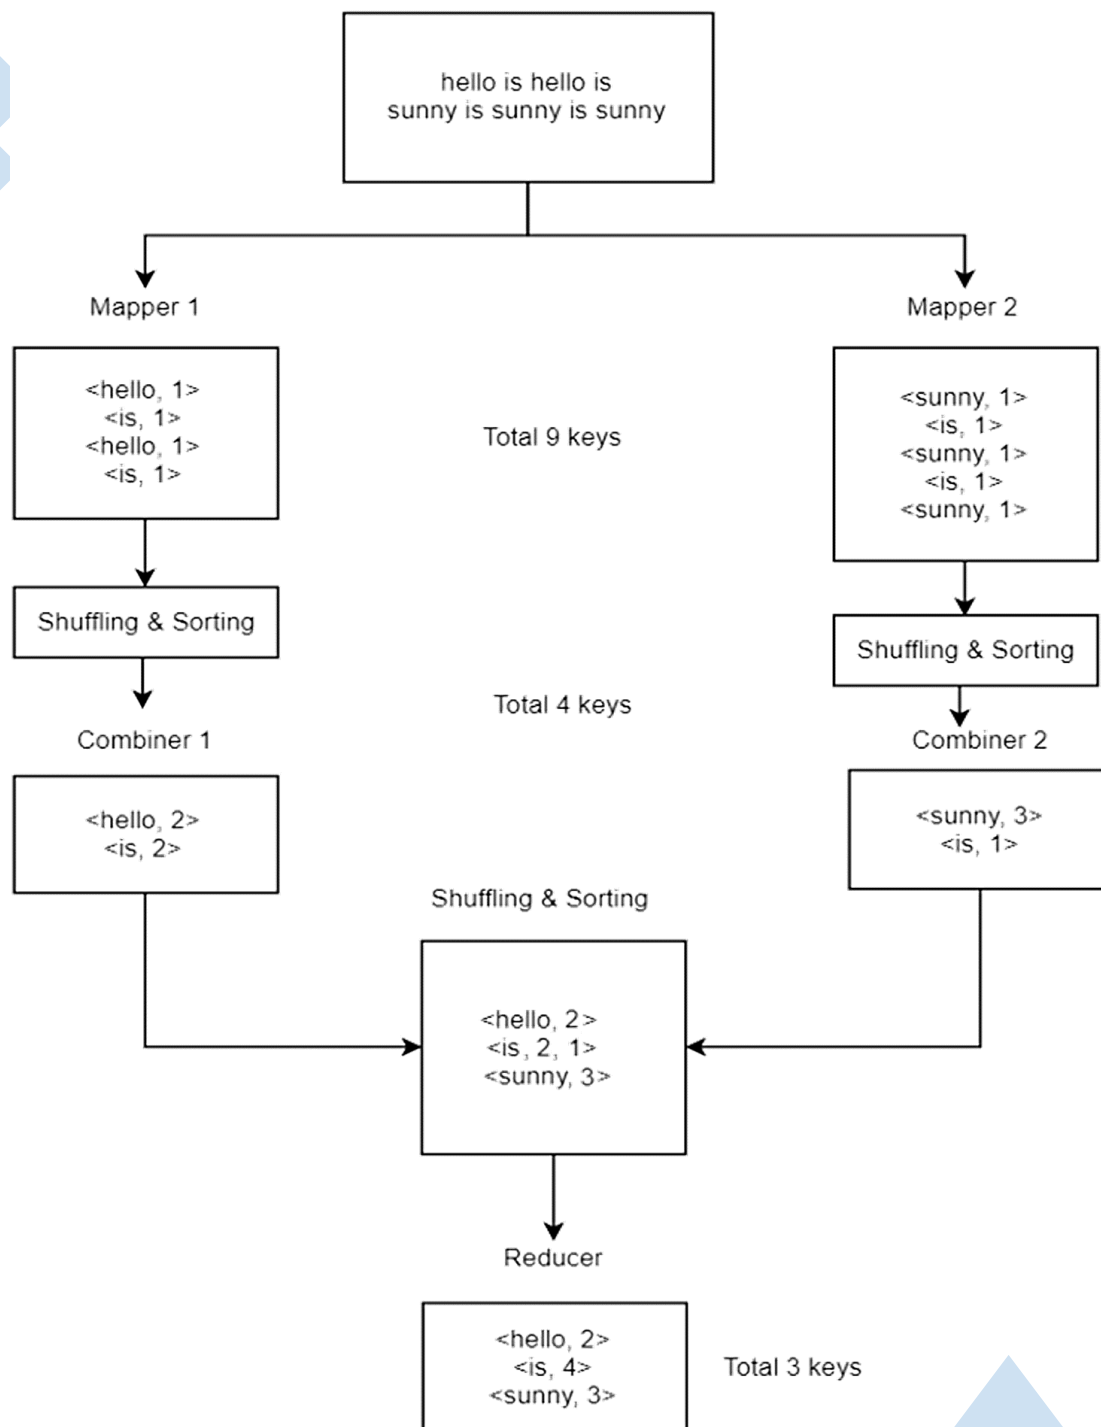 hello is hello is
sunny is sunny is sunny
Mapper 1
Mapper 2
<hello, 1>
<is, 1>
<hello, 1>
<is, 1>
Total 9 keys
<sunny, 1>
<is, 1>
<sunny, 1>
<is, 1>
<sunny, 1>
Shuffling & Sorting
Shuffling & Sorting
Total 4 keys
Combiner 1
Combiner 2
<hello, 2>
<is, 2>
<sunny, 3>
<is, 1>
Shuffling & Sorting
<hello, 2>
<is, 2, 1>
<sunny, 3>
Reducer
<hello, 2>
<is, 4>
<sunny, 3>
Total 3 keys